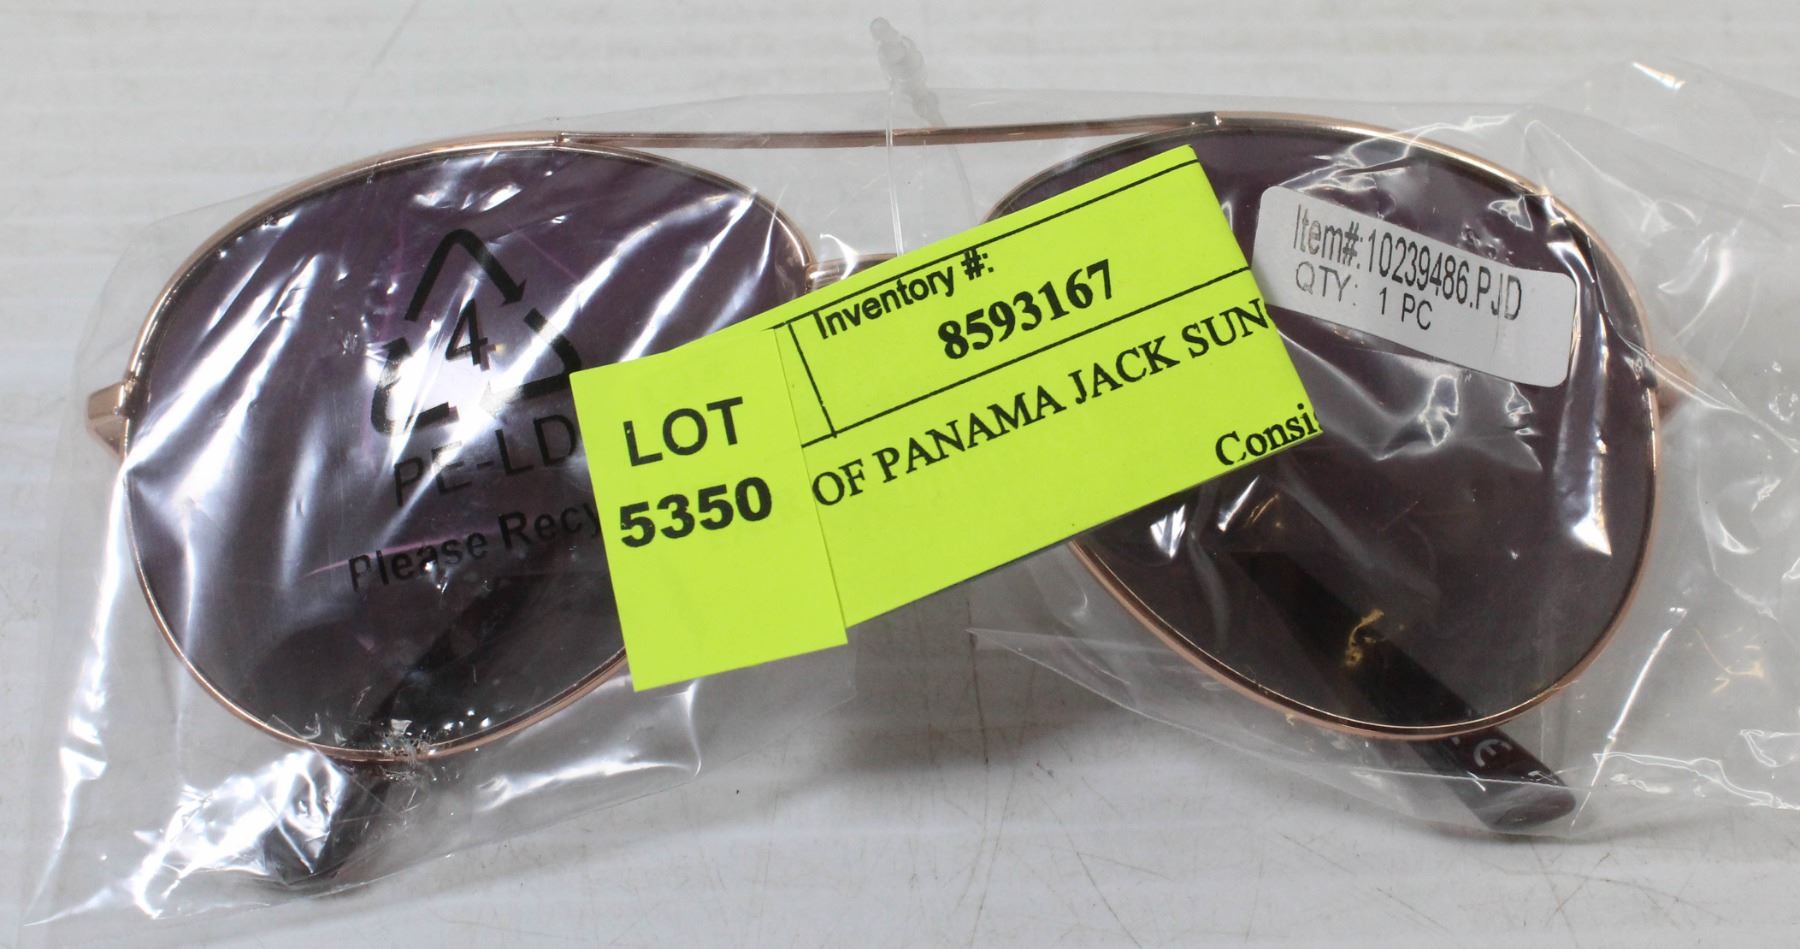 Inventory #:
8593167
LOT
5350
OF PANAMA JACK SUN
Item#:10239486.PJD
QTY: 1 PC
4
PE-LD
Please Recy
CE